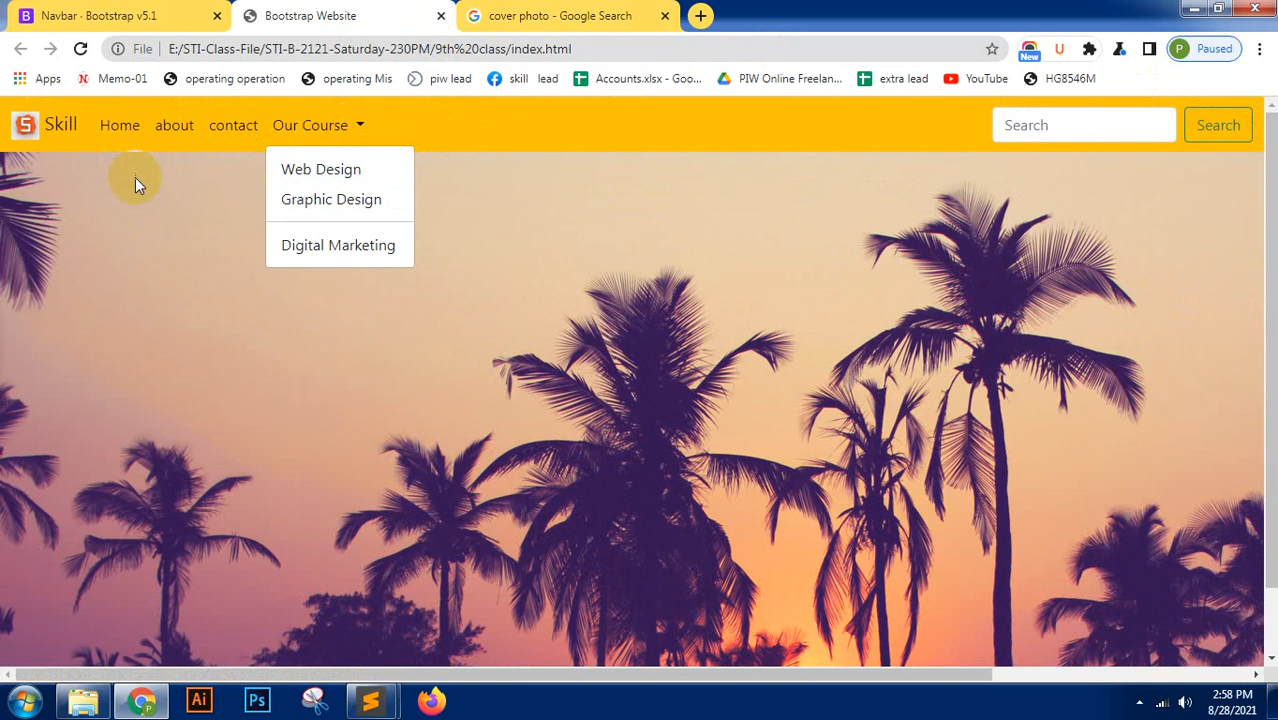 Navbar · Bootstrap v5.1
Bootstrap Website
cover photo - Google Search
File
E:/STI-Class-File/STI-B-2121-Saturday-230PM/9th%20class/index.html
New
U
P
Paused
Apps
Memo-01
operating operation
operating Mis
piw lead
skill lead
Accounts.xlsx - Goo...
PIW Online Freelan...
extra lead
YouTube
HG8546M
Skill
Home
about
contact
Our Course
Search
Search
Web Design
Graphic Design
Digital Marketing
Ai
Ps
2:58 PM
8/28/2021